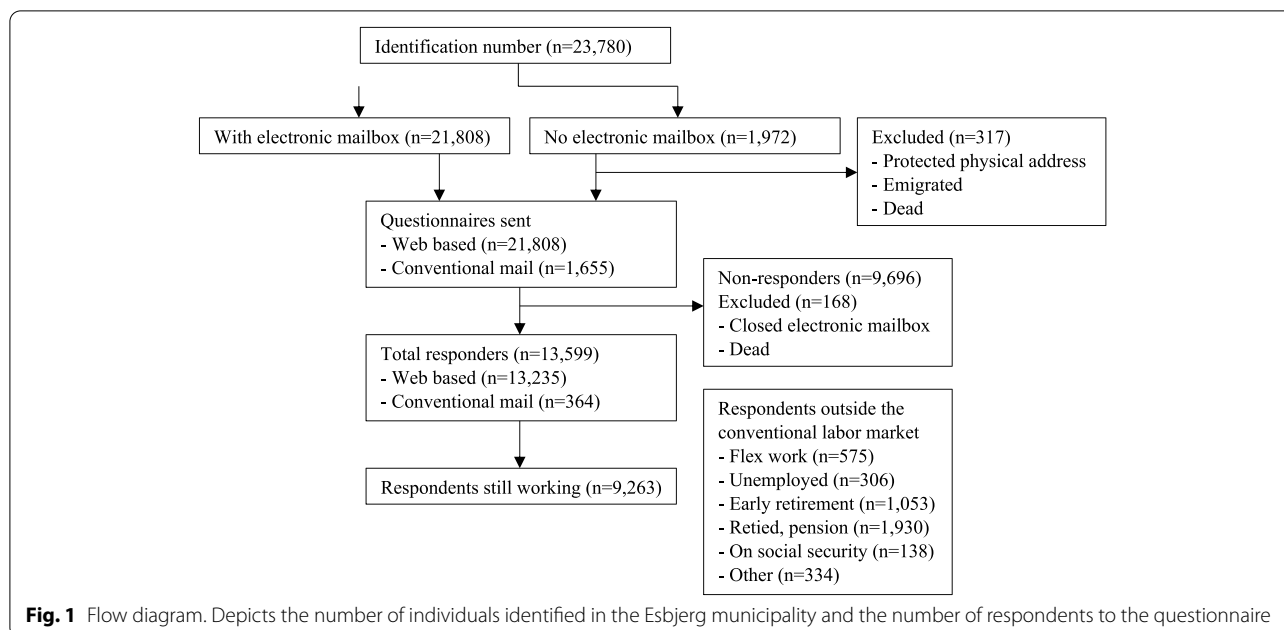 Identification number (n=23,780)
With electronic mailbox (n=21,808)
No electronic mailbox (n=1,972)
Excluded (n=317)
- Protected physical address
- Emigrated
- Dead
Questionnaires sent
- Web based (n=21,808)
- Conventional mail (n=1,655)
Non-responders (n=9,696)
Excluded (n=168)
- Closed electronic mailbox
- Dead
Total responders (n=13,599)
- Web based (n=13,235)
- Conventional mail (n=364)
Respondents outside the
conventional labor market
- Flex work (n=575)
- Unemployed (n=306)
- Early retirement (n=1,053)
- Retied, pension (n=1,930)
- On social security (n=138)
- Other (n=334)
Respondents still working (n=9,263)
Fig. 1 Flow diagram. Depicts the number of individuals identified in the Esbjerg municipality and the number of respondents to the questionnaire